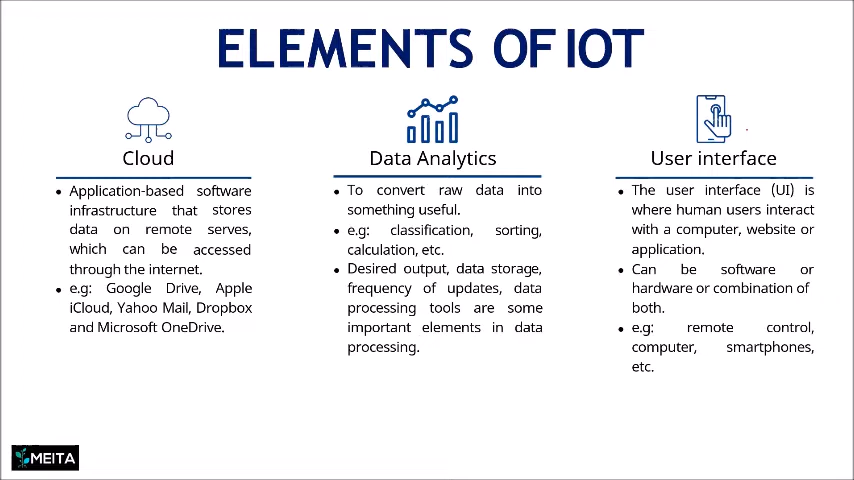 ELEMENTS OF IOT
Cloud
Application-based software
infrastructure that stores
data on remote serves,
which can be accessed
through the internet.
e.g: Google Drive, Apple
iCloud, Yahoo Mail, Dropbox
and Microsoft OneDrive.
Data Analytics
To convert raw data into
something useful.
e.g: classification, sorting,
calculation, etc.
Desired output, data storage,
frequency of updates, data
processing tools are some
important elements in data
processing.
User interface
The user interface (UI) is
where human users interact
with a computer, website or
application.
Can be software or
hardware or combination of
both.
e.g: remote control,
computer, smartphones,
etc.
MEITA